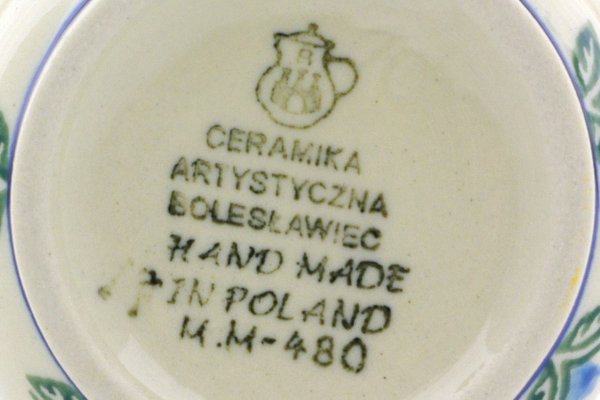 CERAMIKA
ARTYSTYCZNA
BOLESŁAWIEC
HAND MADE
IN POLAND
M.M-480